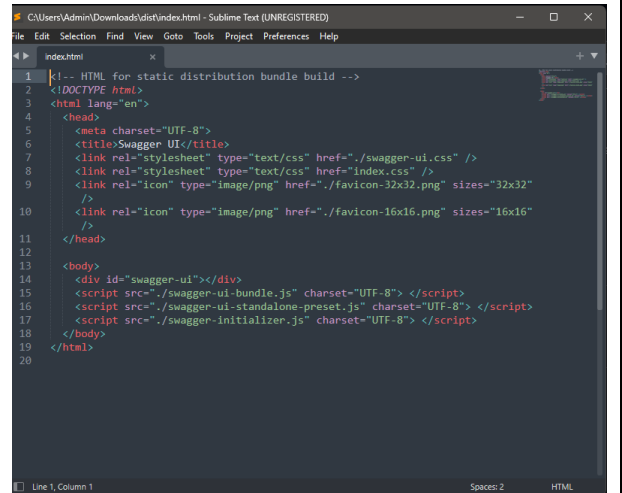 C:\Users\Admin\Downloads\dist\index.html - Sublime Text (UNREGISTERED)
File Edit Selection Find View Goto Tools Project Preferences Help
index.html
1 <!-- HTML for static distribution bundle build -->
2 <!DOCTYPE html>
3 <html lang="en">
4 <head>
5 <meta charset="UTF-8">
6 <title>Swagger UI</title>
7 <link rel="stylesheet" type="text/css" href="./swagger-ui.css" />
8 <link rel="stylesheet" type="text/css" href="index.css" />
9 <link rel="icon" type="image/png" href="./favicon-32x32.png" sizes="32x32"
/>
10 <link rel="icon" type="image/png" href="./favicon-16x16.png" sizes="16x16"
/>
11 </head>
12
13 <body>
14 <div id="swagger-ui"></div>
15 <script src="./swagger-ui-bundle.js" charset="UTF-8"> </script>
16 <script src="./swagger-ui-standalone-preset.js" charset="UTF-8"> </script>
17 <script src="./swagger-initializer.js" charset="UTF-8"> </script>
18 </body>
19 </html>
20
Line 1, Column 1 Spaces: 2 HTML